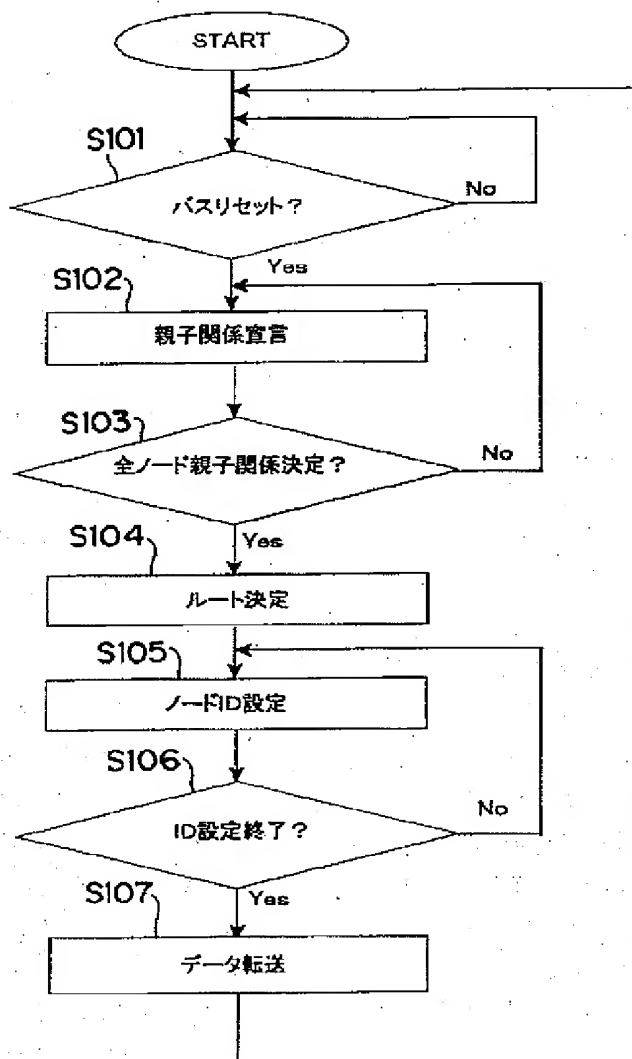 START
S101
バスリセット？
No
Yes
S102
親子関係宣言
S103
全ノード親子関係決定？
No
Yes
S104
ルート決定
S105
ノードID設定
S106
ID設定終了？
No
Yes
S107
データ転送